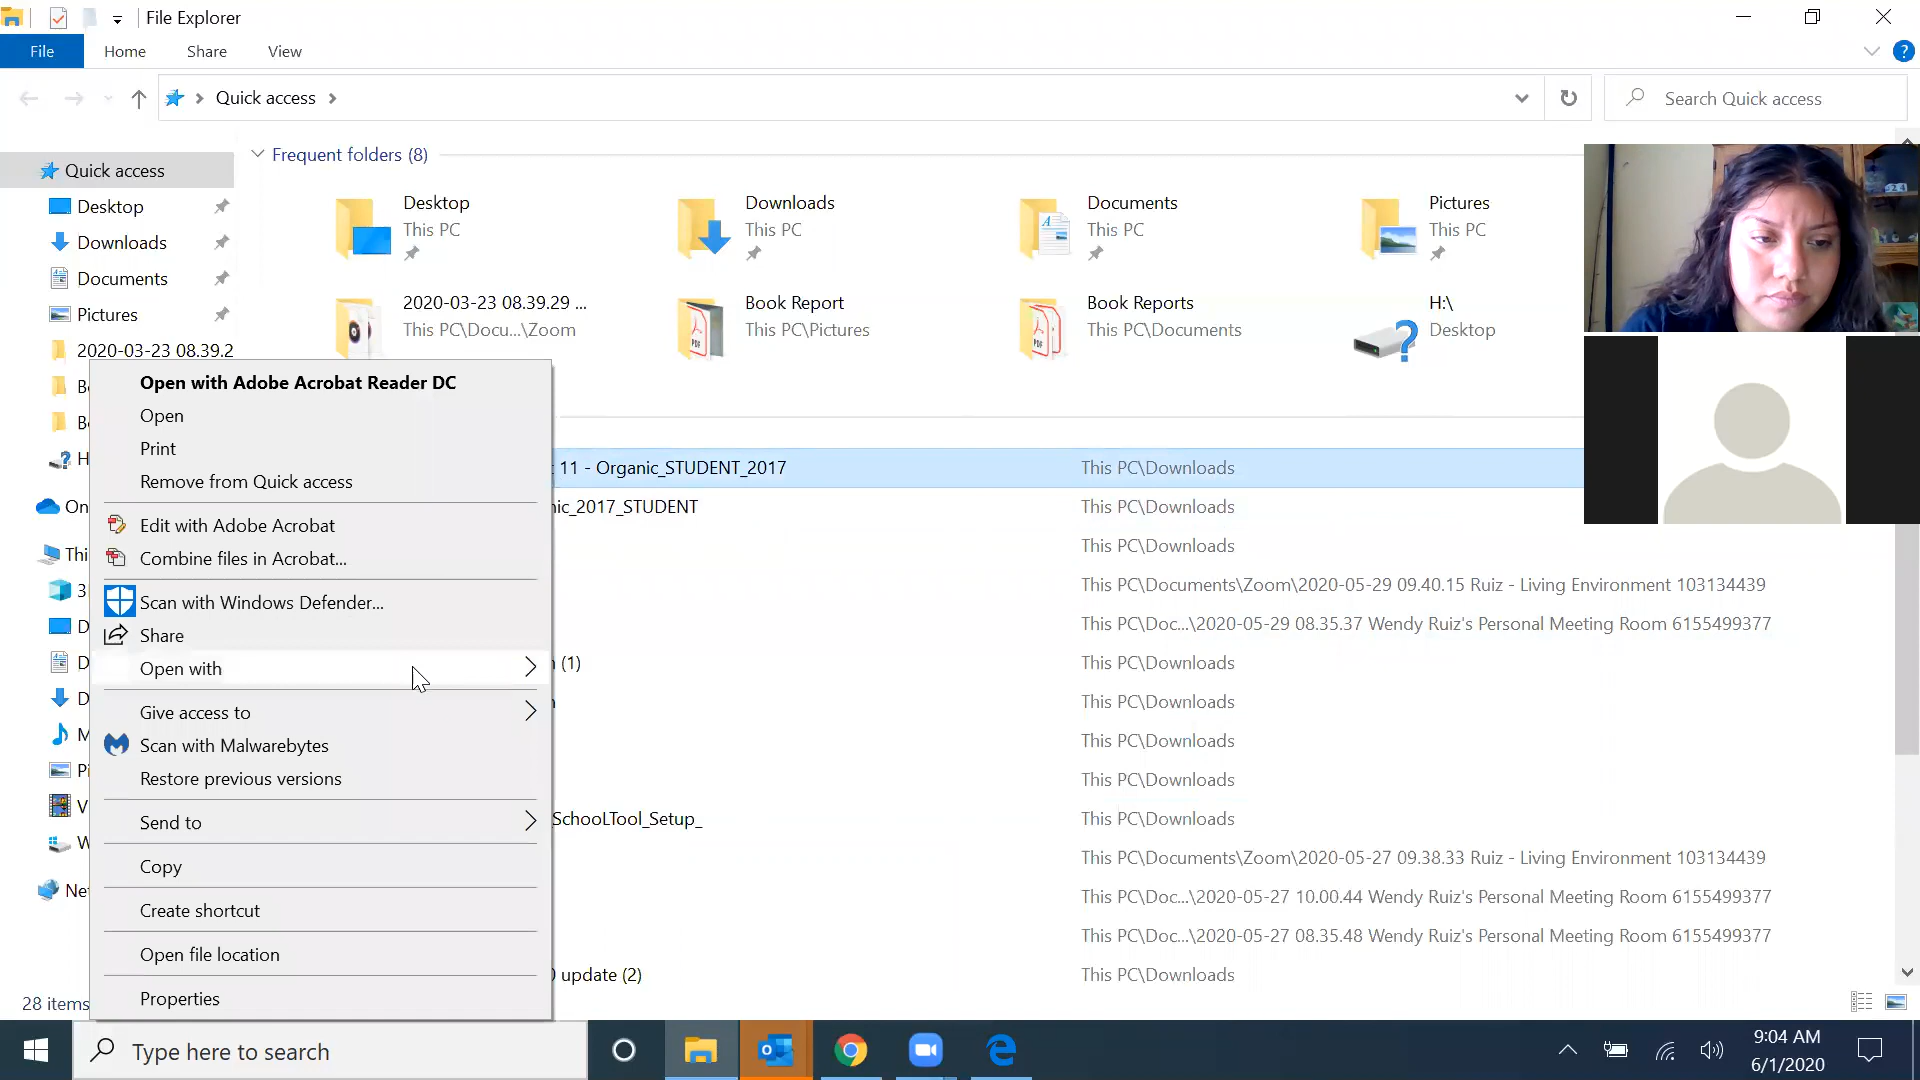 File Explorer
File Home Share View
Quick access
Search Quick access
Quick access
Desktop
Downloads
Documents
Pictures
2020-03-23 08.39.2
Frequent folders (8)
Desktop
This PC
Downloads
This PC
Documents
This PC
Pictures
This PC
2020-03-23 08.39.29 ...
This PC\Docu...\Zoom
Book Report
This PC\Pictures
Book Reports
This PC\Documents
H:\
Desktop
Open with Adobe Acrobat Reader DC
Open
Print
Remove from Quick access
Edit with Adobe Acrobat
Combine files in Acrobat...
Scan with Windows Defender...
Share
Open with
Give access to
Scan with Malwarebytes
Restore previous versions
Send to
Copy
Create shortcut
Open file location
Properties
11 - Organic_STUDENT_2017 This PC\Downloads
ic_2017_STUDENT This PC\Downloads
This PC\Downloads
This PC\Documents\Zoom\2020-05-29 09.40.15 Ruiz - Living Environment 103134439
This PC\Doc...\2020-05-29 08.35.37 Wendy Ruiz's Personal Meeting Room 6155499377
(1) This PC\Downloads
This PC\Downloads
This PC\Downloads
This PC\Downloads
SchooLTool_Setup_ This PC\Downloads
This PC\Documents\Zoom\2020-05-27 09.38.33 Ruiz - Living Environment 103134439
This PC\Doc...\2020-05-27 10.00.44 Wendy Ruiz's Personal Meeting Room 6155499377
This PC\Doc...\2020-05-27 08.35.48 Wendy Ruiz's Personal Meeting Room 6155499377
update (2) This PC\Downloads
28 items
Type here to search
9:04 AM
6/1/2020